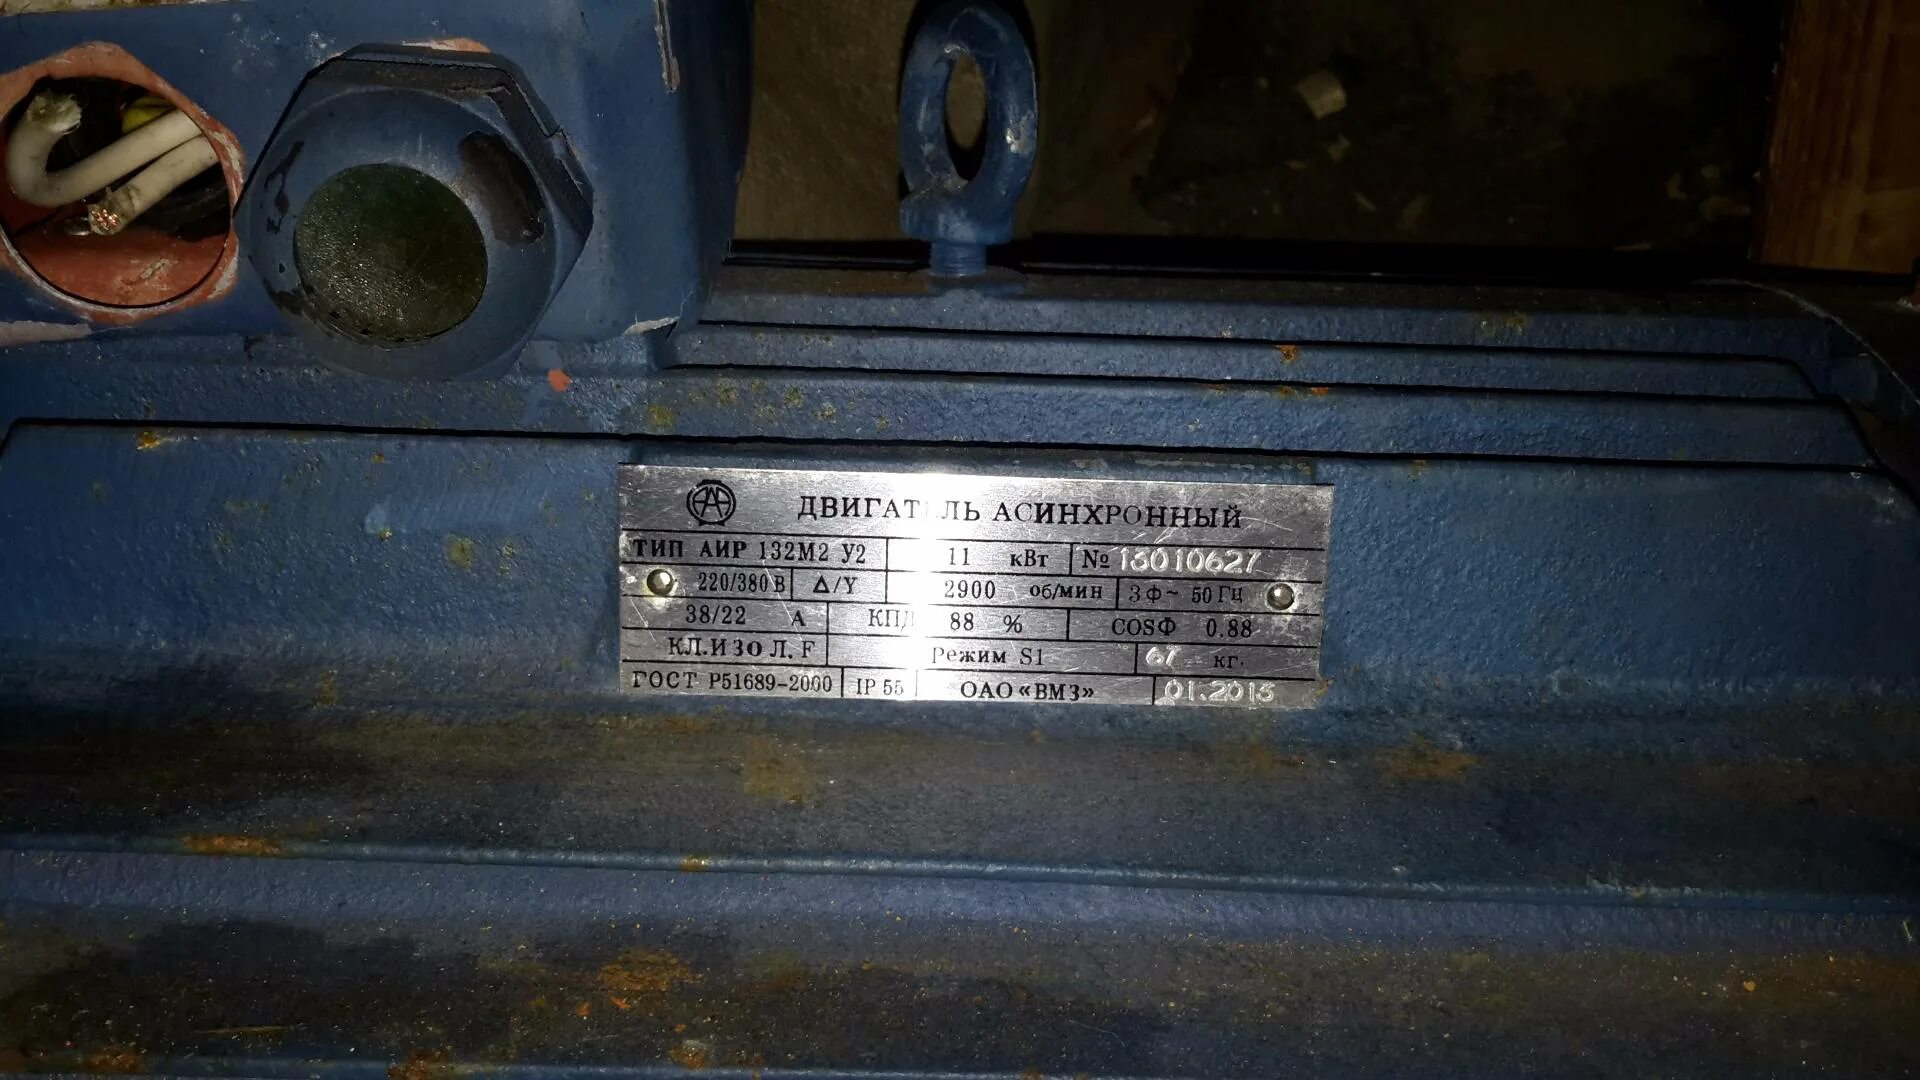 ДВИГАТЕЛЬ АСИНХРОННЫЙ
ТИП АИР 132М2 У2 11 кВт № 13010627
220/380 В Δ/Y 2900 об/мин 3 Ф~ 50 Гц
38/22 А КПД 88 % COSФ 0.88
КЛ.ИЗОЛ. F Режим S1 67 кг.
ГОСТ Р51689-2000 IP 55 ОАО «ВМЗ» 01.2013